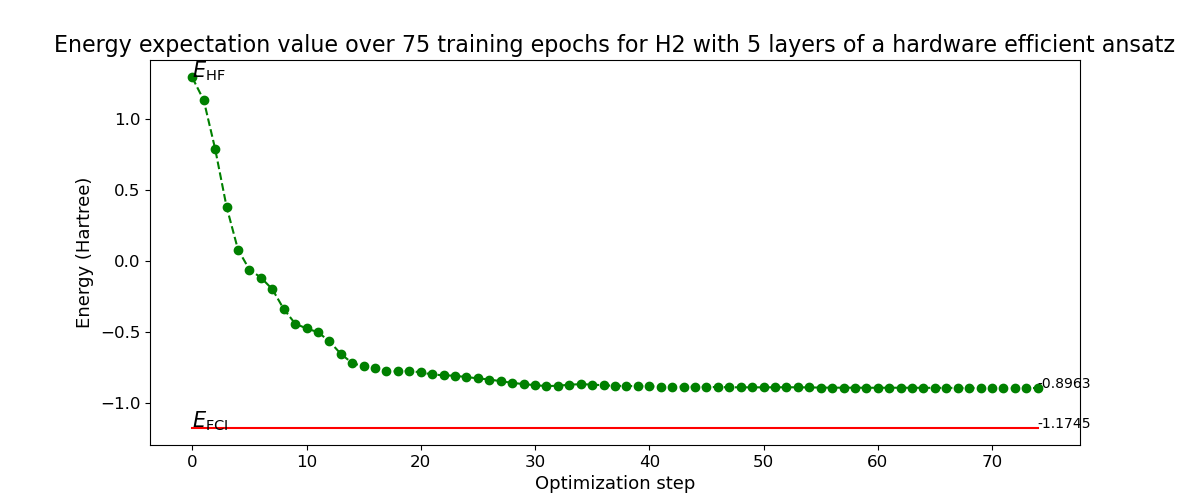 Energy expectation value over 75 training epochs for H2 with 5 layers of a hardware efficient ansatz
E_HF
1.0
0.5
0.0
−0.5
−1.0
Energy (Hartree)
-0.8963
E_FCI
-1.1745
0 10 20 30 40 50 60 70
Optimization step